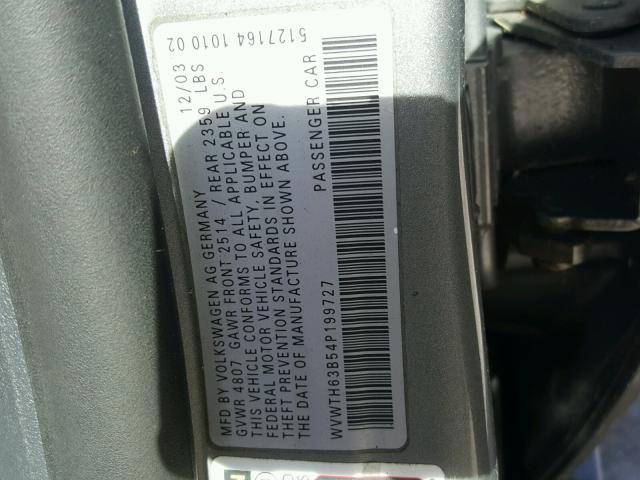 MFD BY VOLKSWAGEN AG GERMANY 12/03 5127164 1010 02
GVWR 4807 GAWR FRONT 2514 / REAR 2359 LBS
THIS VEHICLE CONFORMS TO ALL APPLICABLE U.S.
FEDERAL MOTOR VEHICLE SAFETY, BUMPER AND
THEFT PREVENTION STANDARDS IN EFFECT ON
THE DATE OF MANUFACTURE SHOWN ABOVE.
WVWTH63B54P199727 PASSENGER CAR